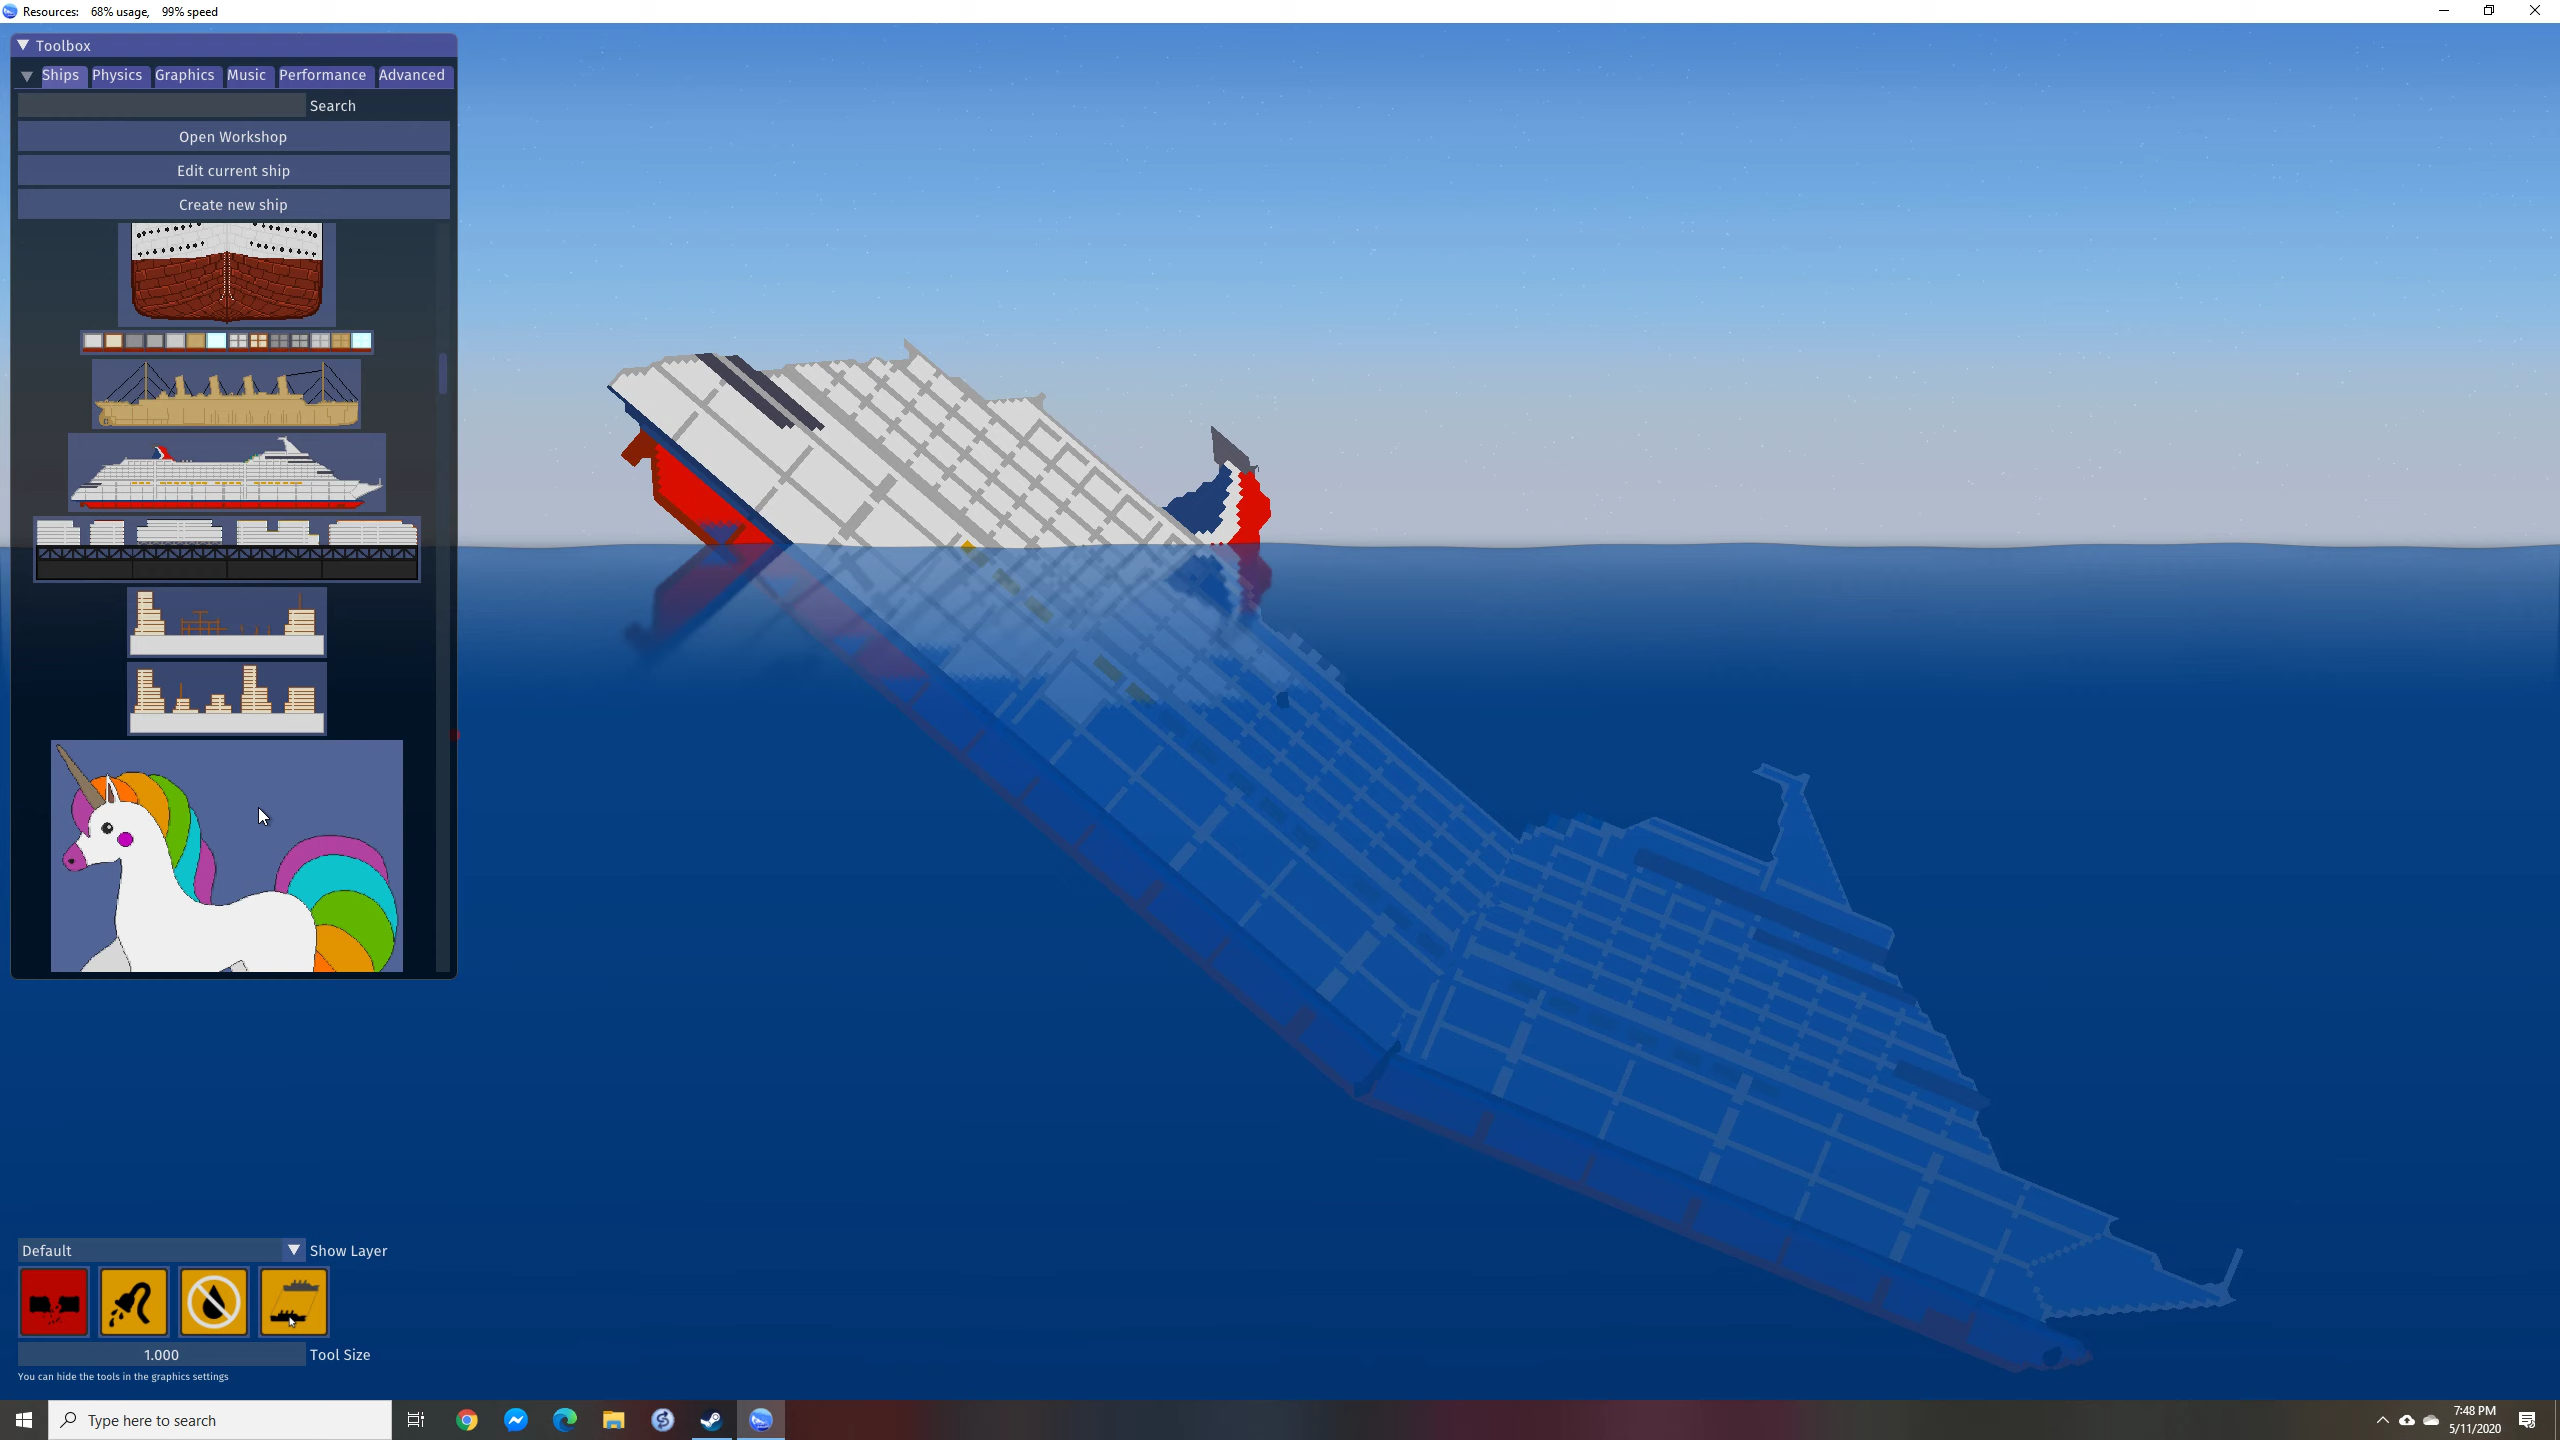 Resources: 68% usage, 99% speed
Toolbox
Ships Physics Graphics Music Performance Advanced
Search
Open Workshop
Edit current ship
Create new ship
Default Show Layer
1.000 Tool Size
You can hide the tools in the graphics settings
Type here to search
7:48 PM
5/11/2020